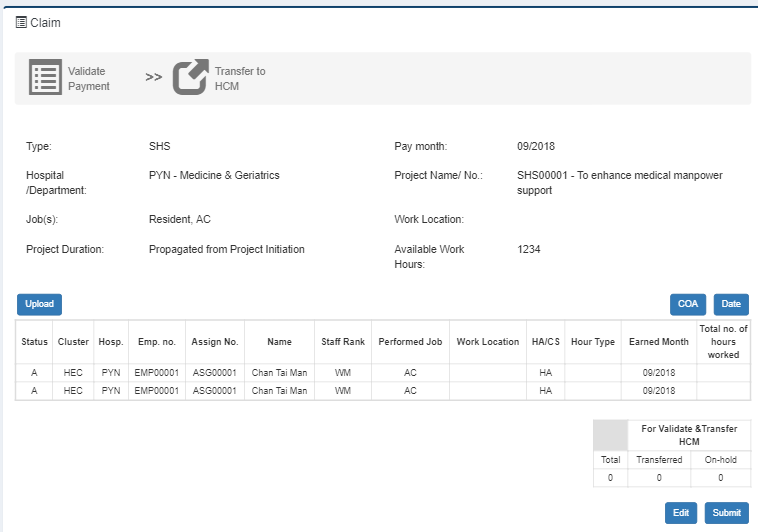 Claim
Validate
Payment
>>
Transfer to
HCM
Type: SHS Pay month: 09/2018
Hospital
/Department: PYN - Medicine & Geriatrics Project Name/ No.: SHS00001 - To enhance medical manpower
support
Job(s): Resident, AC Work Location:
Project Duration: Propagated from Project Initiation Available Work
Hours: 1234
Upload COA Date
Status Cluster Hosp. Emp. no. Assign No. Name Staff Rank Performed Job Work Location HA/CS Hour Type Earned Month Total no. of
hours
worked
A HEC PYN EMP00001 ASG00001 Chan Tai Man WM AC HA 09/2018
A HEC PYN EMP00001 ASG00001 Chan Tai Man WM AC HA 09/2018
For Validate &Transfer
HCM
Total Transferred On-hold
0 0 0
Edit Submit